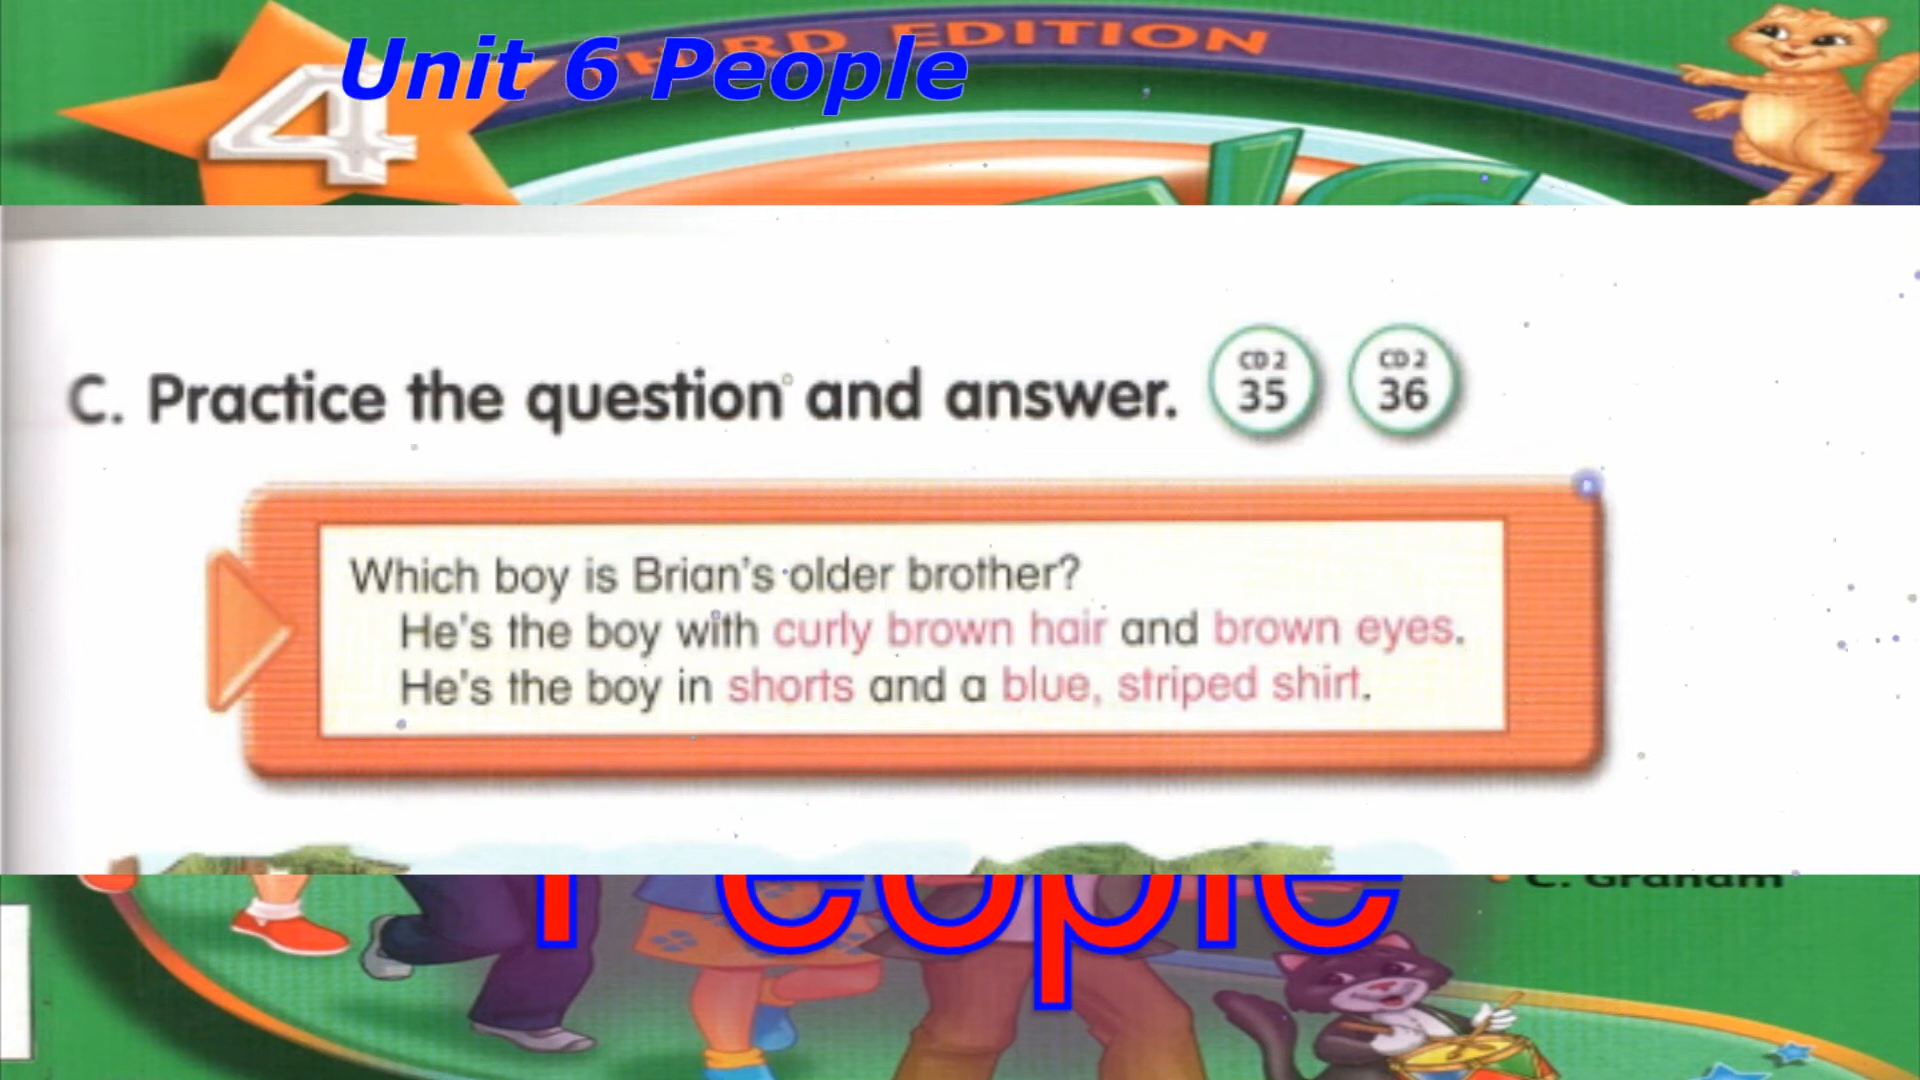 THIRD EDITION
Unit 6 People
4
C. Practice the question and answer.
CD 2
35
CD 2
36
Which boy is Brian's older brother?
He's the boy with curly brown hair and brown eyes.
He's the boy in shorts and a blue, striped shirt.
C. Graham
People